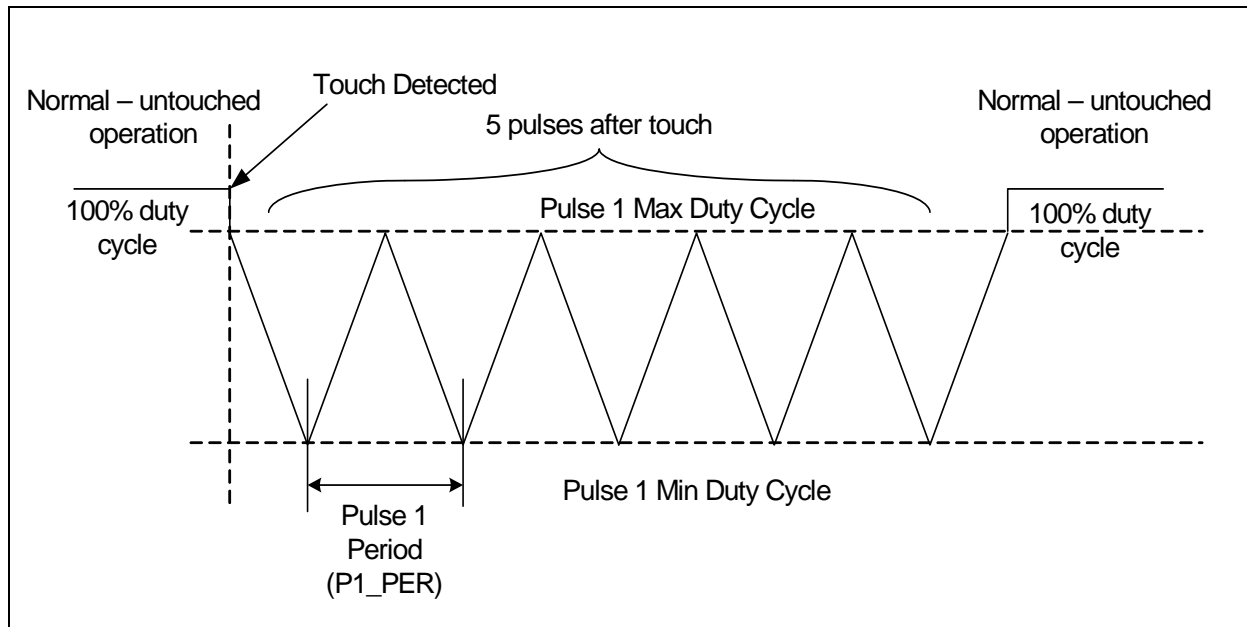 Touch Detected
Normal – untouched
operation
5 pulses after touch
Normal – untouched
operation
100% duty
cycle
Pulse 1 Max Duty Cycle
100% duty
cycle
Pulse 1 Min Duty Cycle
Pulse 1
Period
(P1_PER)